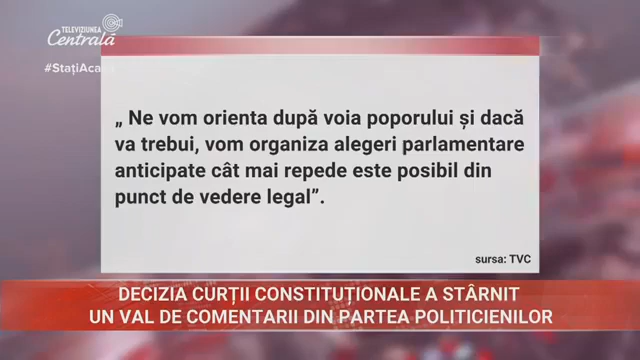 TELEVIZIUNEA
Centrală
#StațiAcasă
„ Ne vom orienta după voia poporului și dacă
va trebui, vom organiza alegeri parlamentare
anticipate cât mai repede este posibil din
punct de vedere legal”.
sursa: TVC
DECIZIA CURȚII CONSTITUȚIONALE A STÂRNIT
UN VAL DE COMENTARII DIN PARTEA POLITICIENILOR